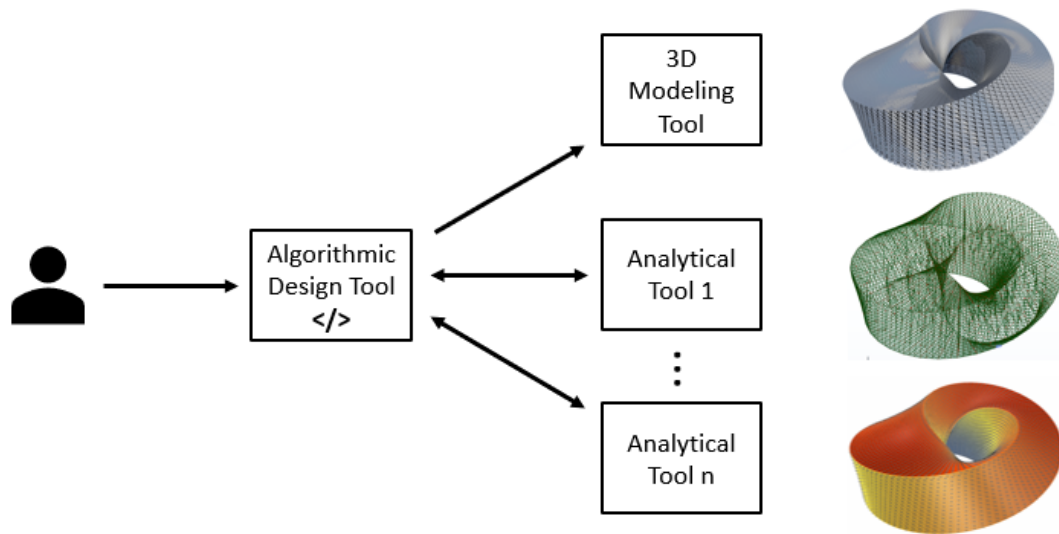 3D
Modeling
Tool
Algorithmic
Design Tool
</>
Analytical
Tool 1
Analytical
Tool n